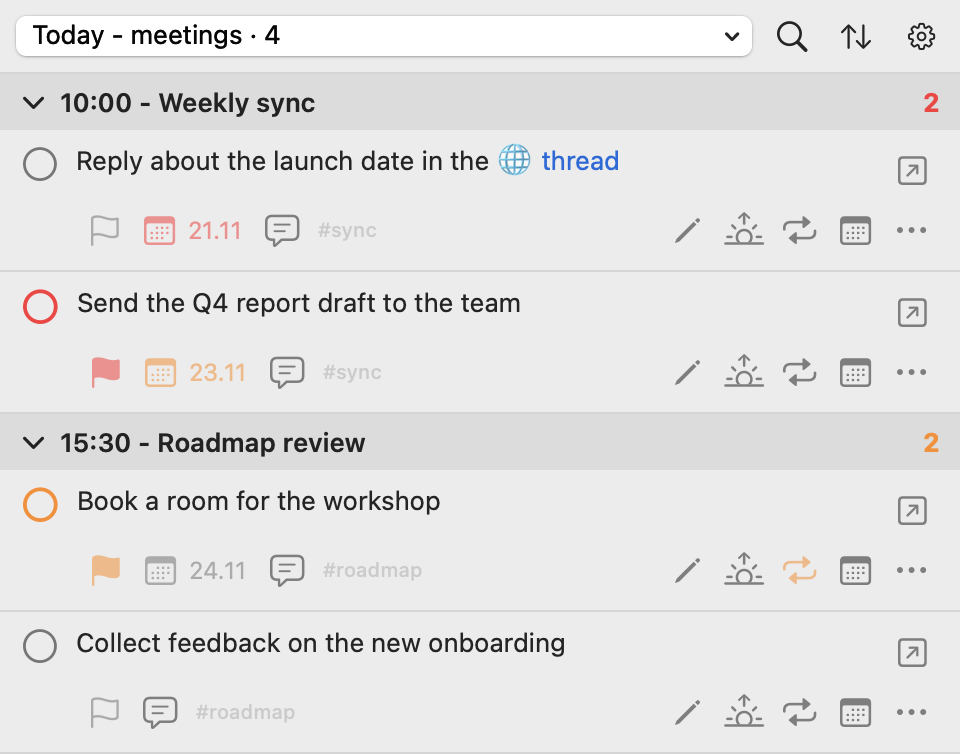 Today - meetings · 4
10:00 - Weekly sync 2
Reply about the launch date in the 🌐 thread
21.11 #sync
Send the Q4 report draft to the team
23.11 #sync
15:30 - Roadmap review 2
Book a room for the workshop
24.11 #roadmap
Collect feedback on the new onboarding
#roadmap